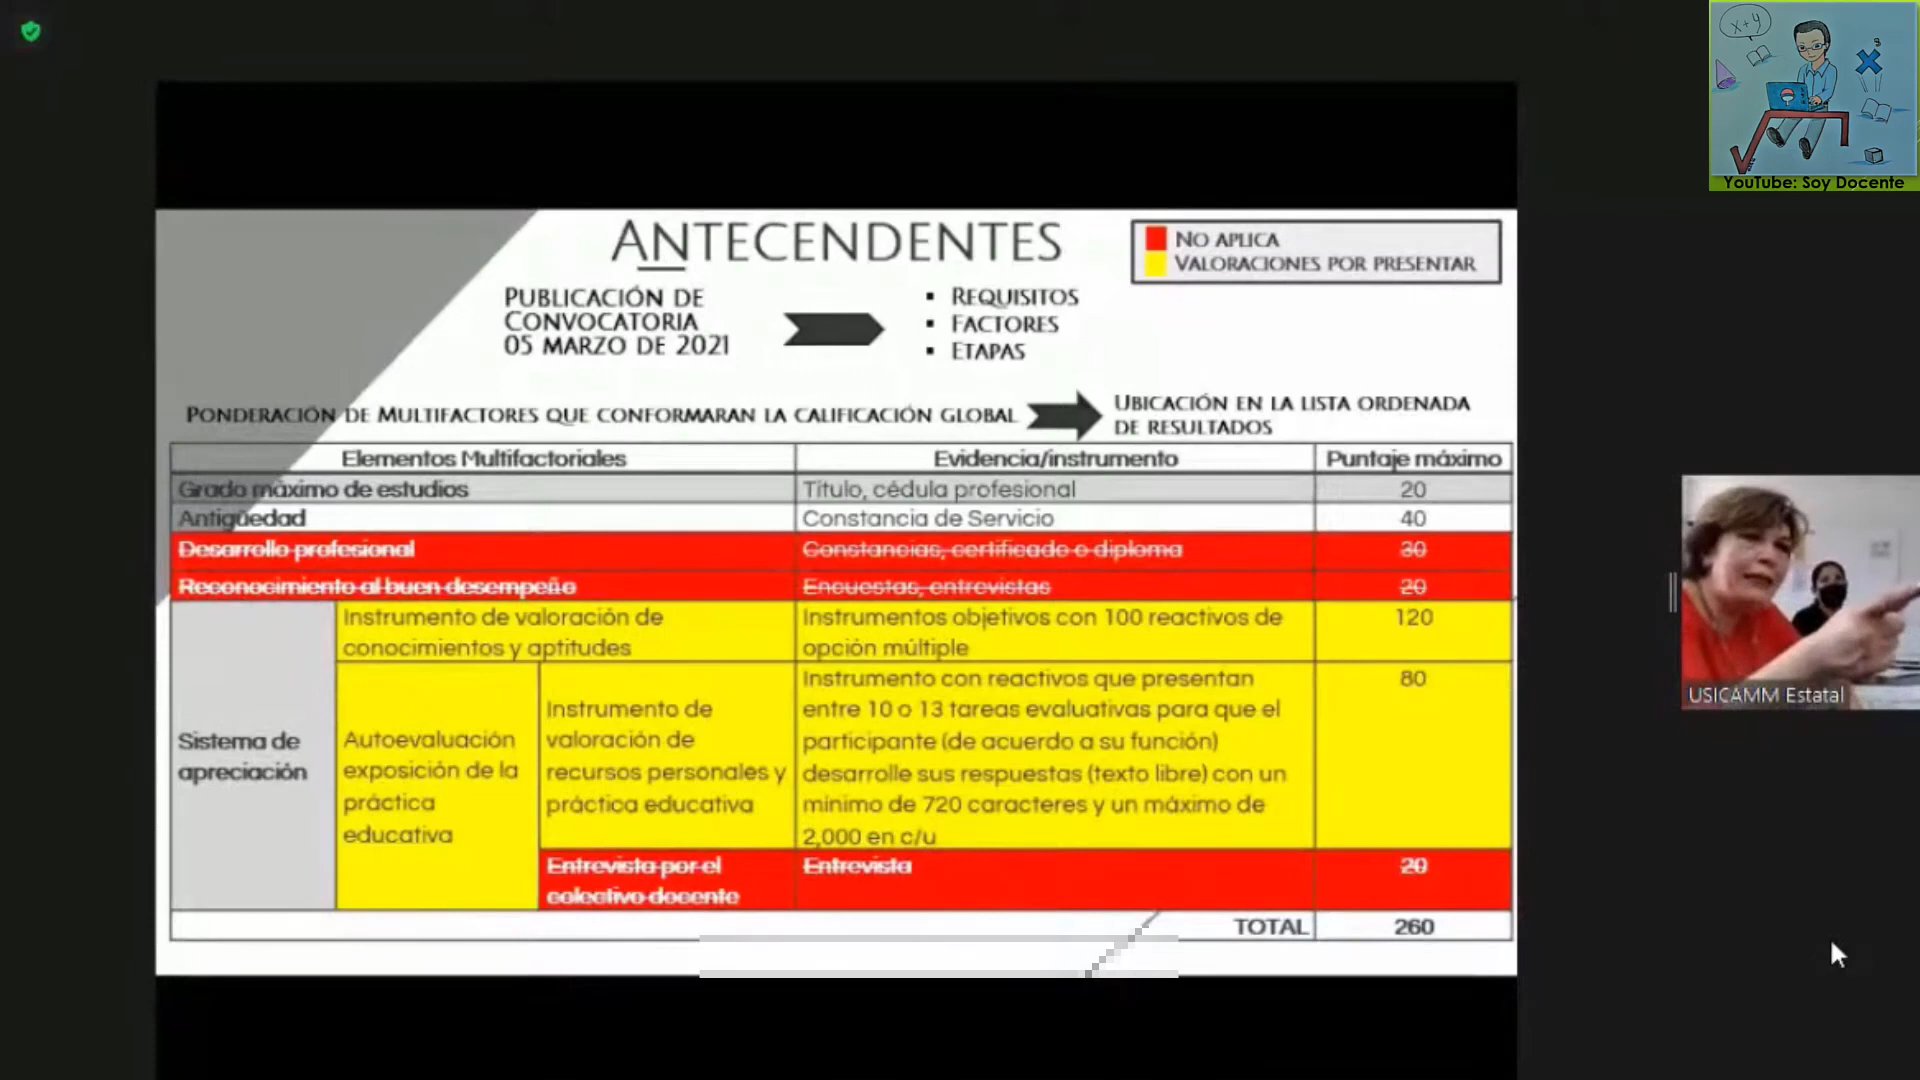 x+y
3
YouTube: Soy Docente
ANTECENDENTES
NO APLICA
VALORACIONES POR PRESENTAR
PUBLICACIÓN DE
CONVOCATORIA
05 MARZO DE 2021
▪ REQUISITOS
▪ FACTORES
▪ ETAPAS
PONDERACIÓN DE MULTIFACTORES QUE CONFORMARAN LA CALIFICACIÓN GLOBAL
UBICACIÓN EN LA LISTA ORDENADA
DE RESULTADOS
Elementos Multifactoriales Evidencia/instrumento Puntaje máximo
Grado máximo de estudios Título, cédula profesional 20
Antigüedad Constancia de Servicio 40
Desarrollo profesional Constancias, certificado o diploma 30
Reconocimiento al buen desempeño Encuestas, entrevistas 20
Sistema de
apreciación
Instrumento de valoración de
conocimientos y aptitudes
Instrumentos objetivos con 100 reactivos de
opción múltiple
120
Autoevaluación
exposición de la
práctica
educativa
Instrumento de
valoración de
recursos personales y
práctica educativa
Instrumento con reactivos que presentan
entre 10 o 13 tareas evaluativas para que el
participante (de acuerdo a su función)
desarrolle sus respuestas (texto libre) con un
mínimo de 720 caracteres y un máximo de
2,000 en c/u
80
Entrevista por el
colectivo docente
Entrevista
20
TOTAL 260
USICAMM Estatal